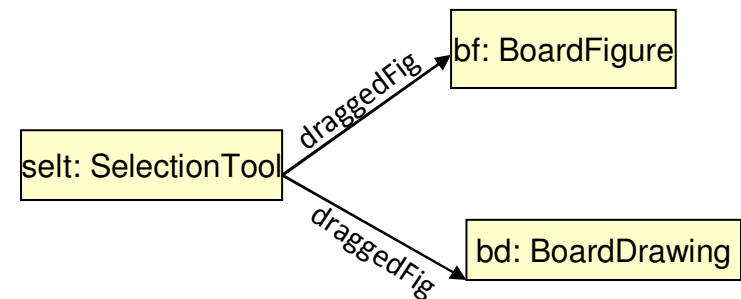 bf: BoardFigure
draggedFig
selt: SelectionTool
draggedFig
bd: BoardDrawing